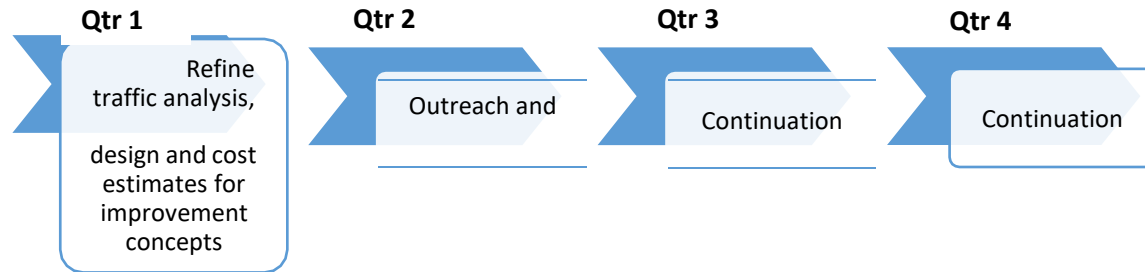 Qtr 1
Refine
traffic analysis,
design and cost
estimates for
improvement
concepts
Qtr 2
Outreach and
Qtr 3
Continuation
Qtr 4
Continuation